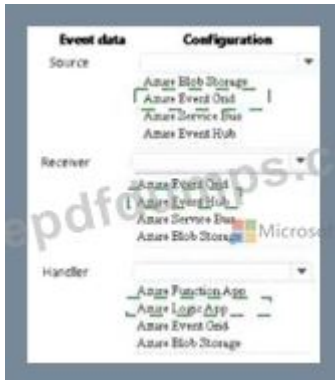 Event data Configuration
Source
Azure Blob Storage
Azure Event Grid
Azure Service Bus
Azure Event Hub
Receiver
Azure Event Grid
Azure Event Hub
Azure Service Bus
Azure Blob Storage
Microsof
Handler
Azure Function App
Azure Logic App
Azure Event Grid
Azure Blob Storage